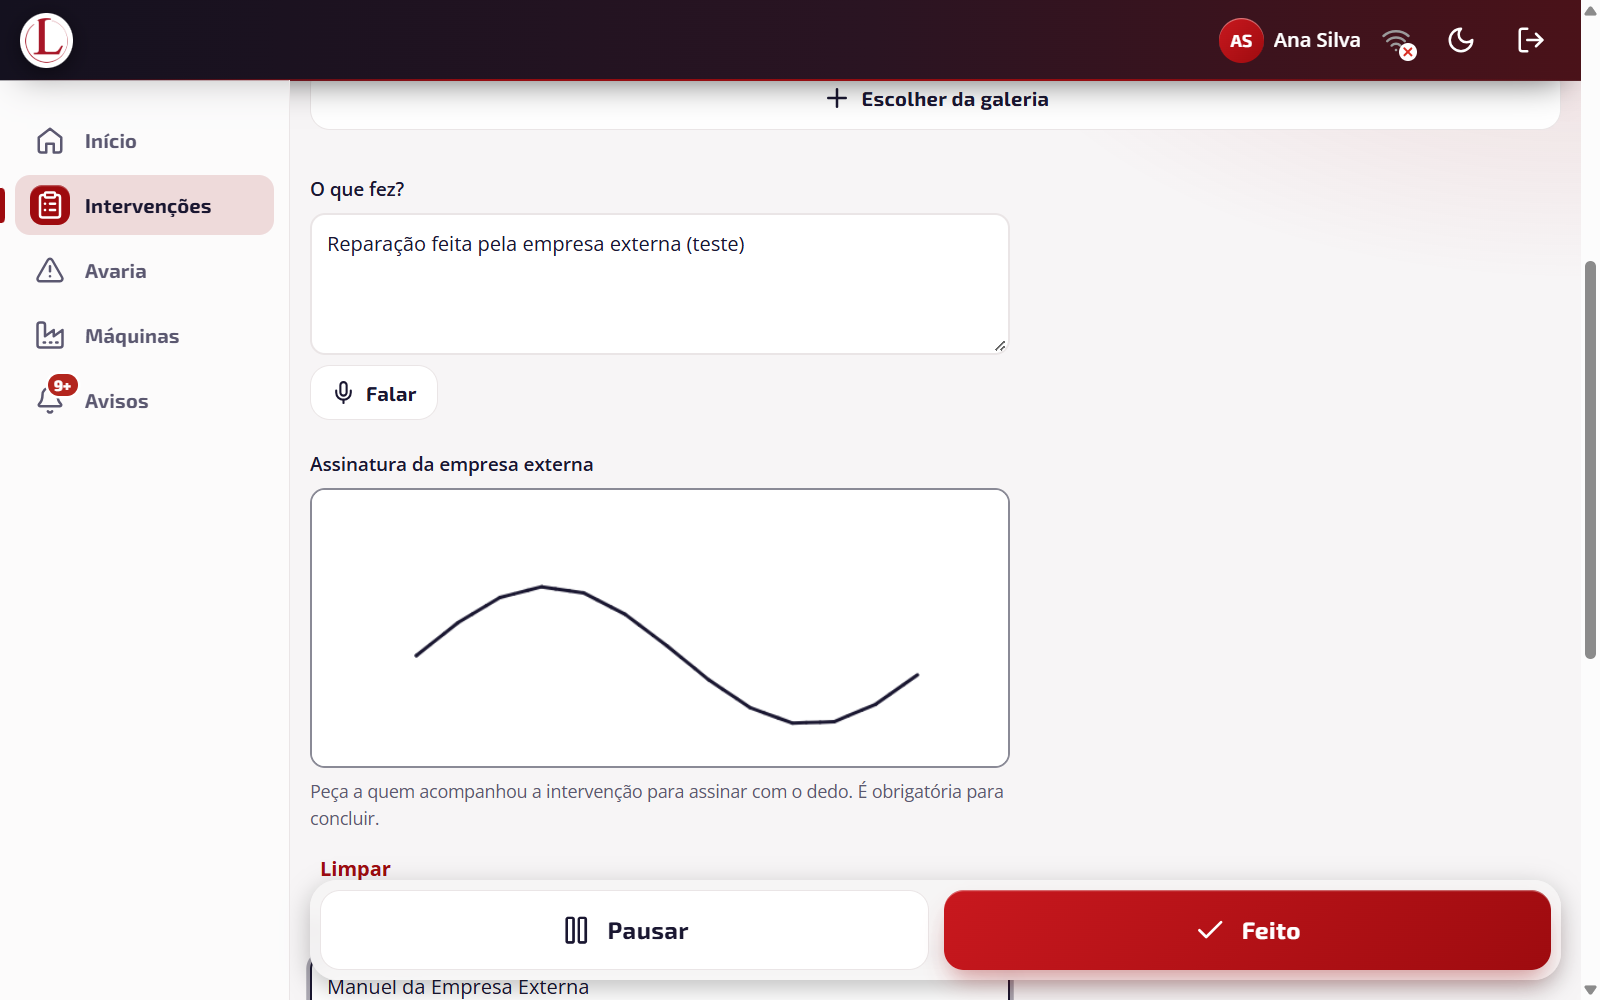 L
AS
Ana Silva
Início
Intervenções
Avaria
Máquinas
9+
Avisos
Escolher da galeria
O que fez?
Reparação feita pela empresa externa (teste)
Falar
Assinatura da empresa externa
Peça a quem acompanhou a intervenção para assinar com o dedo. É obrigatória para
concluir.
Limpar
Pausar
Feito
Manuel da Empresa Externa